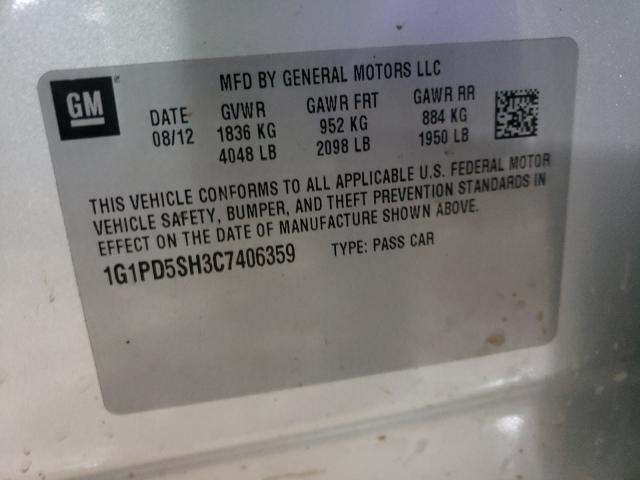 GM
MFD BY GENERAL MOTORS LLC
DATE GVWR GAWR FRT GAWR RR
08/12 1836 KG 952 KG 884 KG
4048 LB 2098 LB 1950 LB
THIS VEHICLE CONFORMS TO ALL APPLICABLE U.S. FEDERAL MOTOR
VEHICLE SAFETY, BUMPER, AND THEFT PREVENTION STANDARDS IN
EFFECT ON THE DATE OF MANUFACTURE SHOWN ABOVE.
1G1PD5SH3C7406359 TYPE: PASS CAR